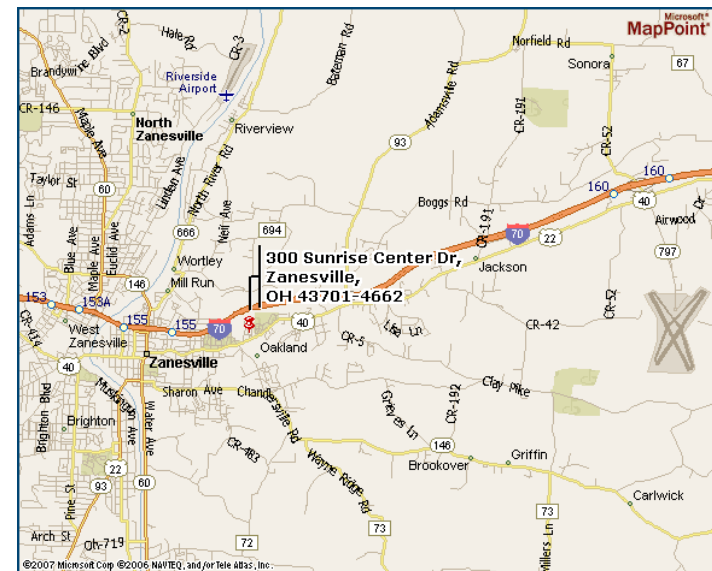 Microsoft®
MapPoint®
CR-2
Hale Rd
CR-3
Bateman Rd
Norfield Rd
Sonora
67
Blvd
Brandywine
Riverside
Airport
Adamsville Rd
CR-191
CR-52
CR-146
North
Zanesville
Riverview
93
Maple Ave
Linden Ave
North River Rd
Taylor St
60
160
160
Adams Ln
Boggs Rd
40
Neir Ave
694
CR-191
70
Airwood Dr
666
22
797
Blue Ave
Maple Ave
Euclid Ave
Wortley
300 Sunrise Center Dr,
Zanesville,
OH 43701-4662
Jackson
146
Mill Run
153
153A
155
155
70
40
Lisa Ln
CR-42
CR-52
CR-414
West
Zanesville
CR-5
Zanesville
Oakland
40
Clay Pike
Muskingum Ave
Sharon Ave
Chandlersville Rd
Grieves Ln
CR-192
Brighton Blvd
Brighton
Water Ave
CR-483
146
Griffin
Brookover
22
Wayne Ridge Rd
93
60
Carlwick
Pine St
73
73
Arch St
Oh-719
72
Millers Ln
©2007 Microsoft Corp ©2006 NAVTEQ, and/or Tele Atlas, Inc.